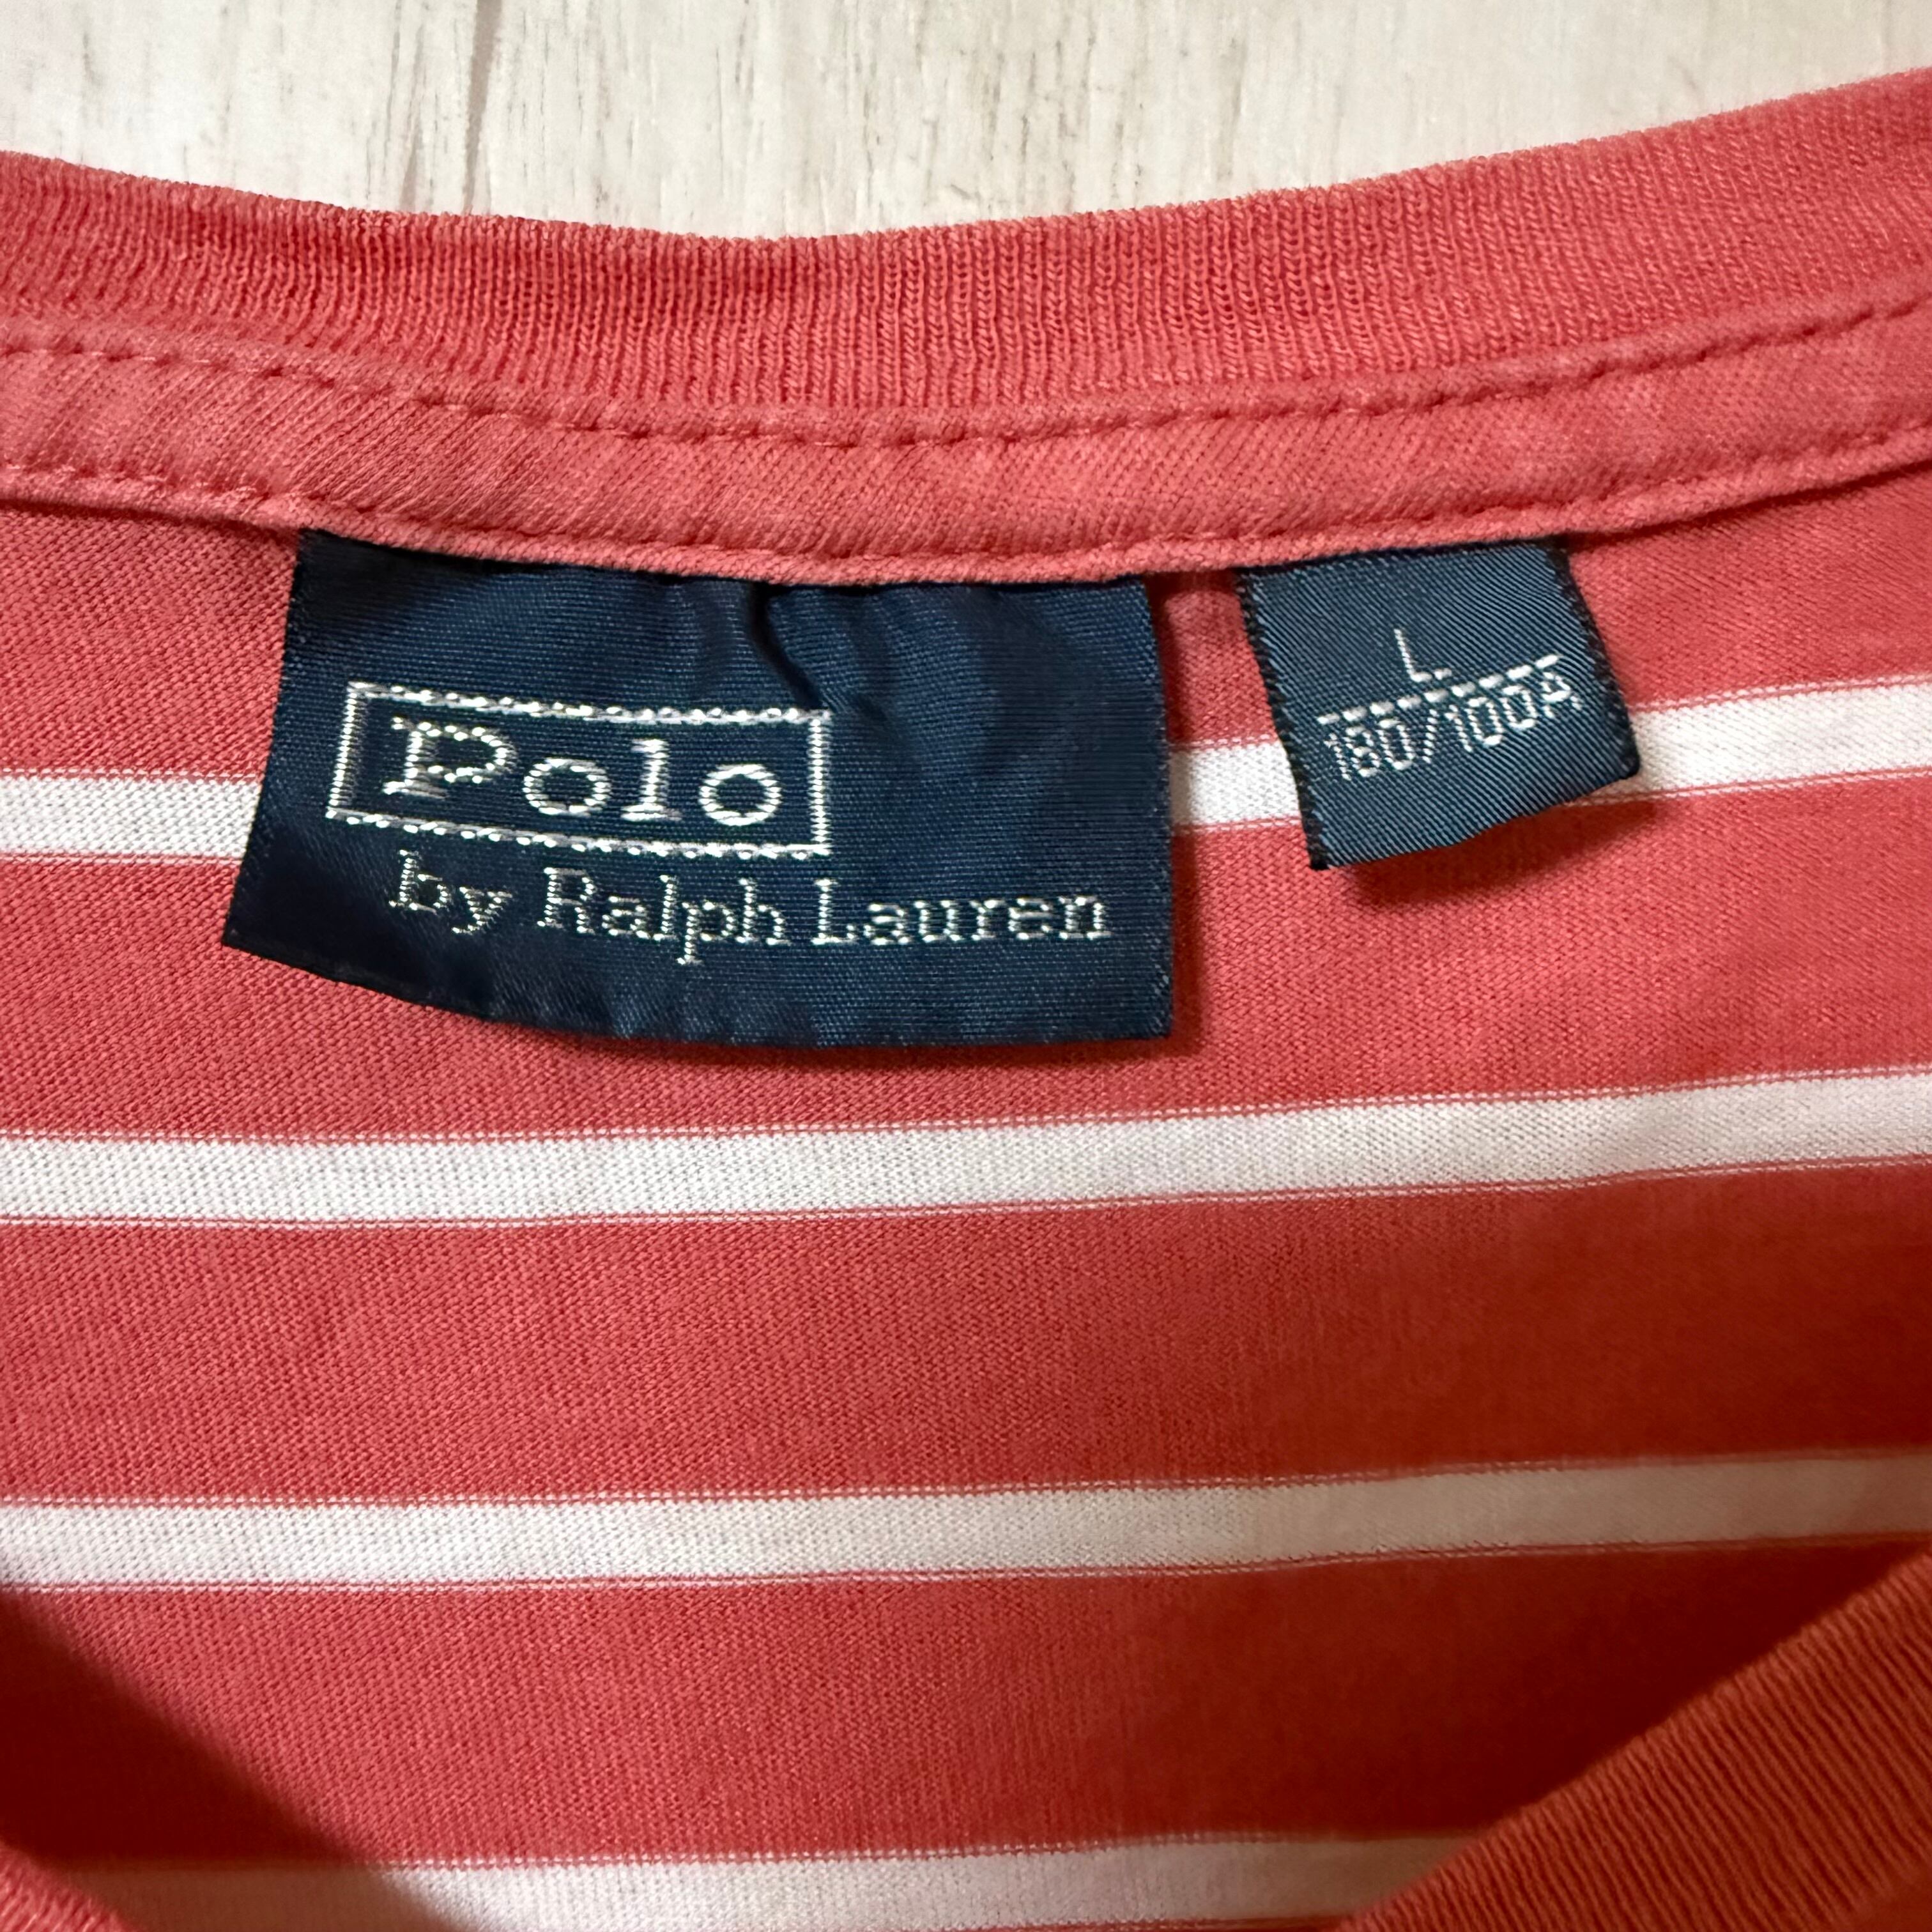 Polo
by Ralph Lauren
L
180/100A